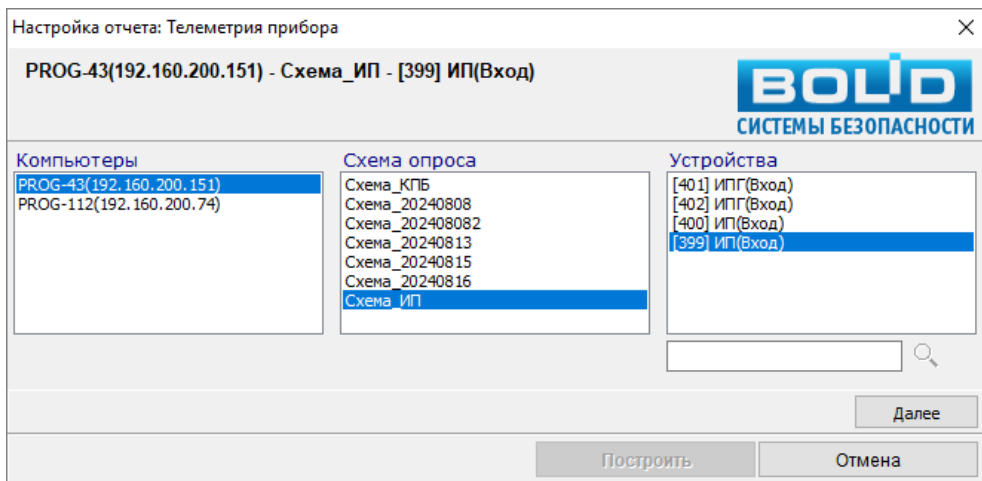 Настройка отчета: Телеметрия прибора
PROG-43(192.160.200.151) - Схема_ИП - [399] ИП(Вход)
BOLID
СИСТЕМЫ БЕЗОПАСНОСТИ
Компьютеры
PROG-43(192.160.200.151)
PROG-112(192.160.200.74)
Схема опроса
Схема_КПБ
Схема_20240808
Схема_202408082
Схема_20240813
Схема_20240815
Схема_20240816
Схема_ИП
Устройства
[401] ИПГ(Вход)
[402] ИПГ(Вход)
[400] ИП(Вход)
[399] ИП(Вход)
Далее
Построить
Отмена